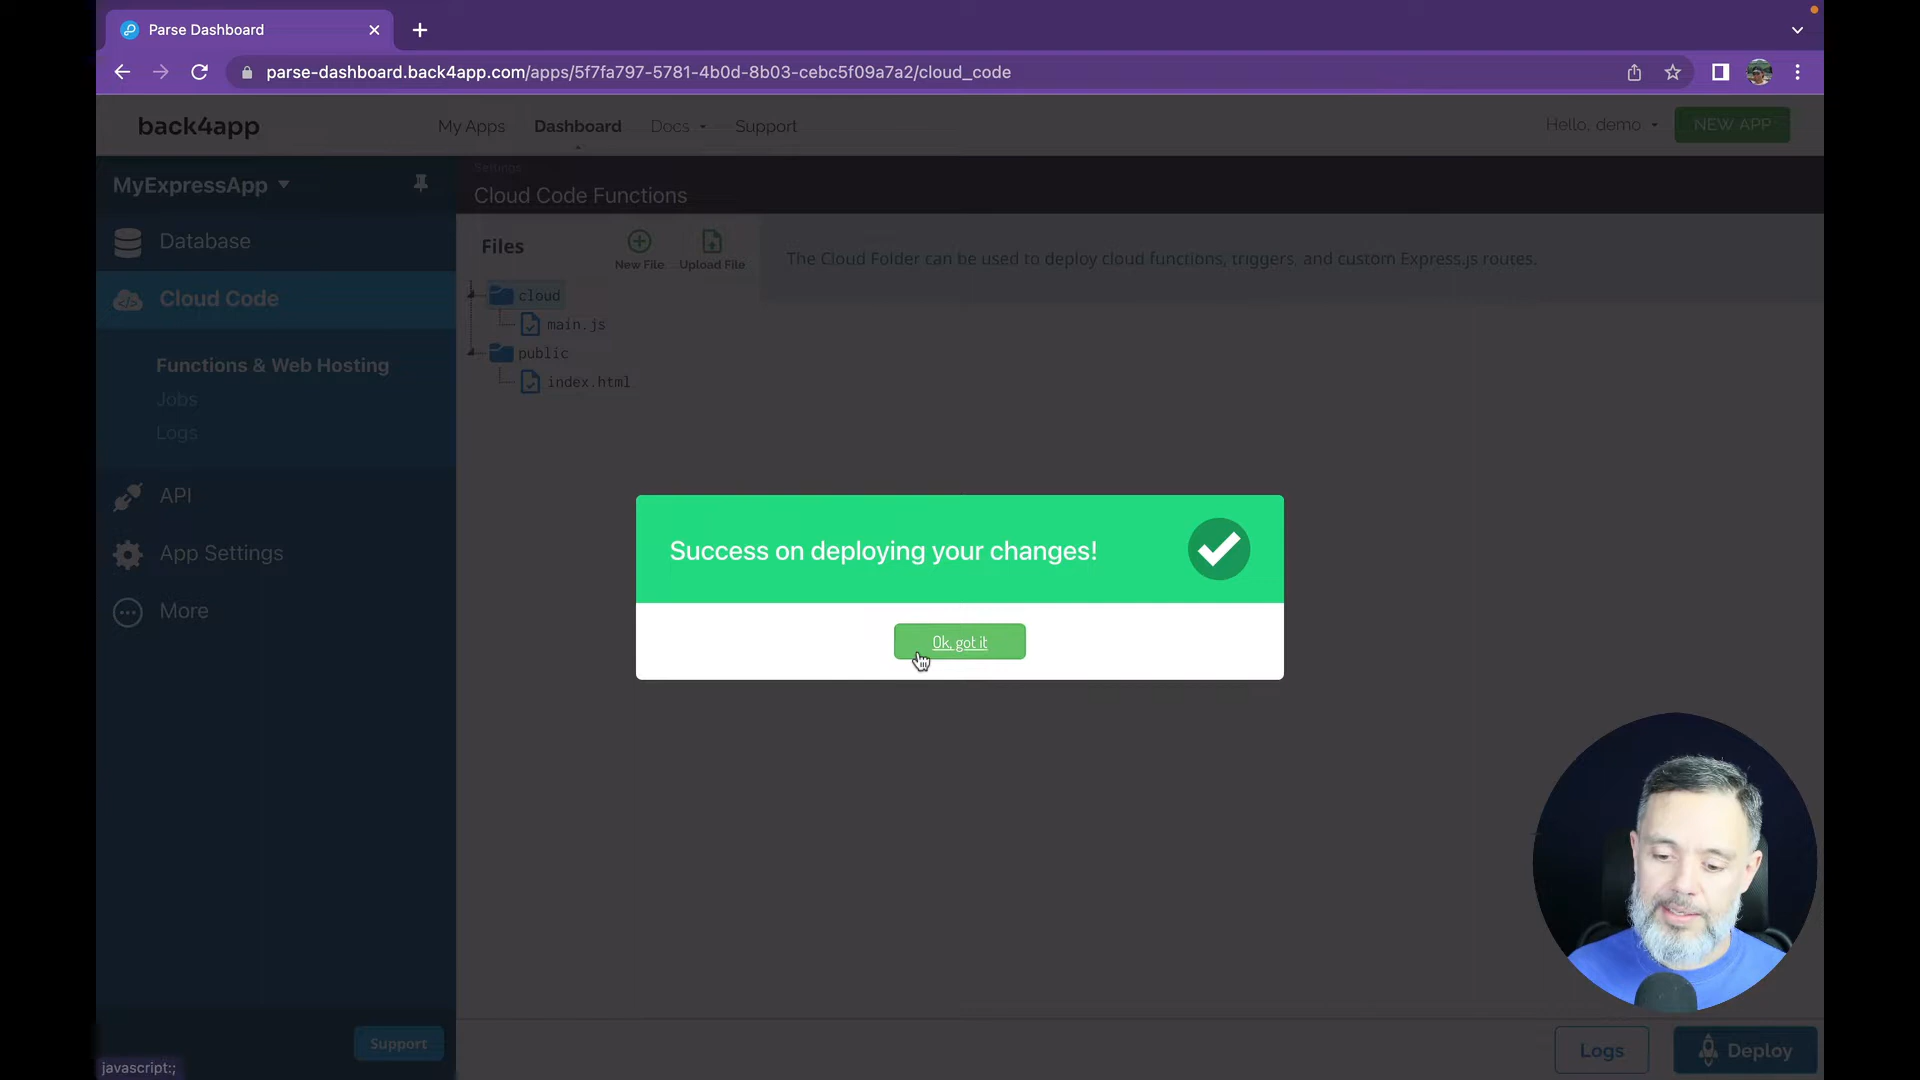 Parse Dashboard
parse-dashboard.back4app.com/apps/5f7fa797-5781-4b0d-8b03-cebc5f09a7a2/cloud_code
back4app
My Apps
Dashboard
Docs
Support
Hello, demo
NEW APP
MyExpressApp
Settings
Cloud Code Functions
Database
Files
New File
Upload File
The Cloud Folder can be used to deploy cloud functions, triggers, and custom Express.js routes.
Cloud Code
cloud
main.js
public
index.html
Functions & Web Hosting
Jobs
Logs
API
App Settings
More
Success on deploying your changes!
Ok, got it
Support
Logs
Deploy
javascript:;